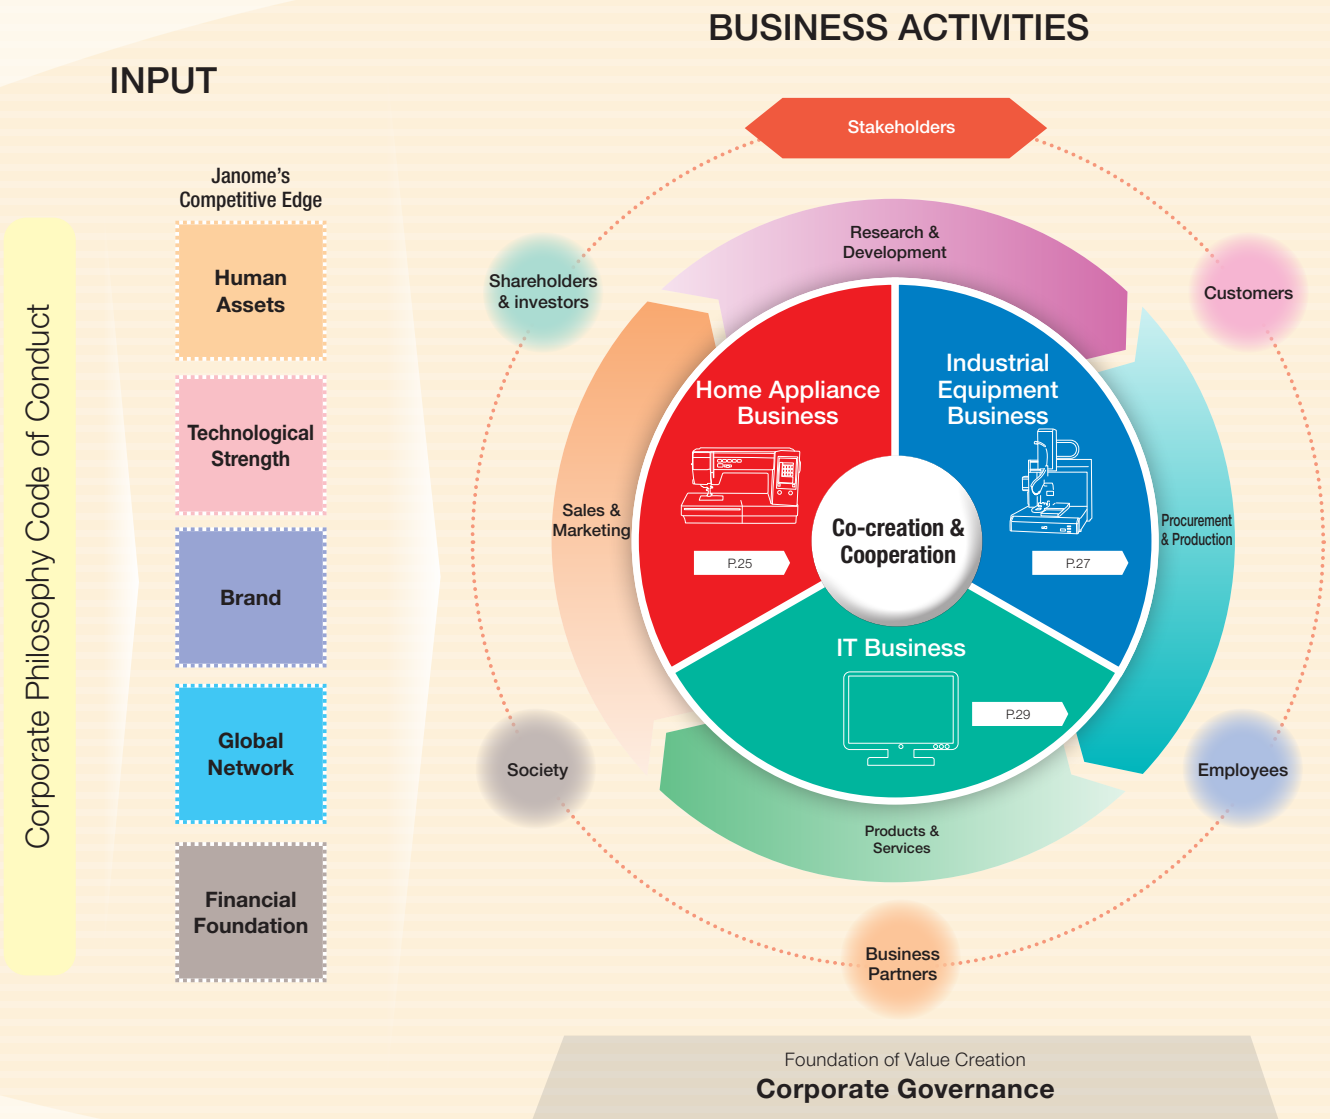 BUSINESS ACTIVITIES
INPUT
Corporate Philosophy Code of Conduct
Janome’s
Competitive Edge
Human
Assets
Technological
Strength
Brand
Global
Network
Financial
Foundation
Stakeholders
Shareholders
& investors
Customers
Research &
Development
Home Appliance
Business
P.25
Industrial
Equipment
Business
P.27
Sales &
Marketing
Co-creation &
Cooperation
Procurement
& Production
IT Business
P.29
Society
Employees
Products &
Services
Business
Partners
Foundation of Value Creation
Corporate Governance